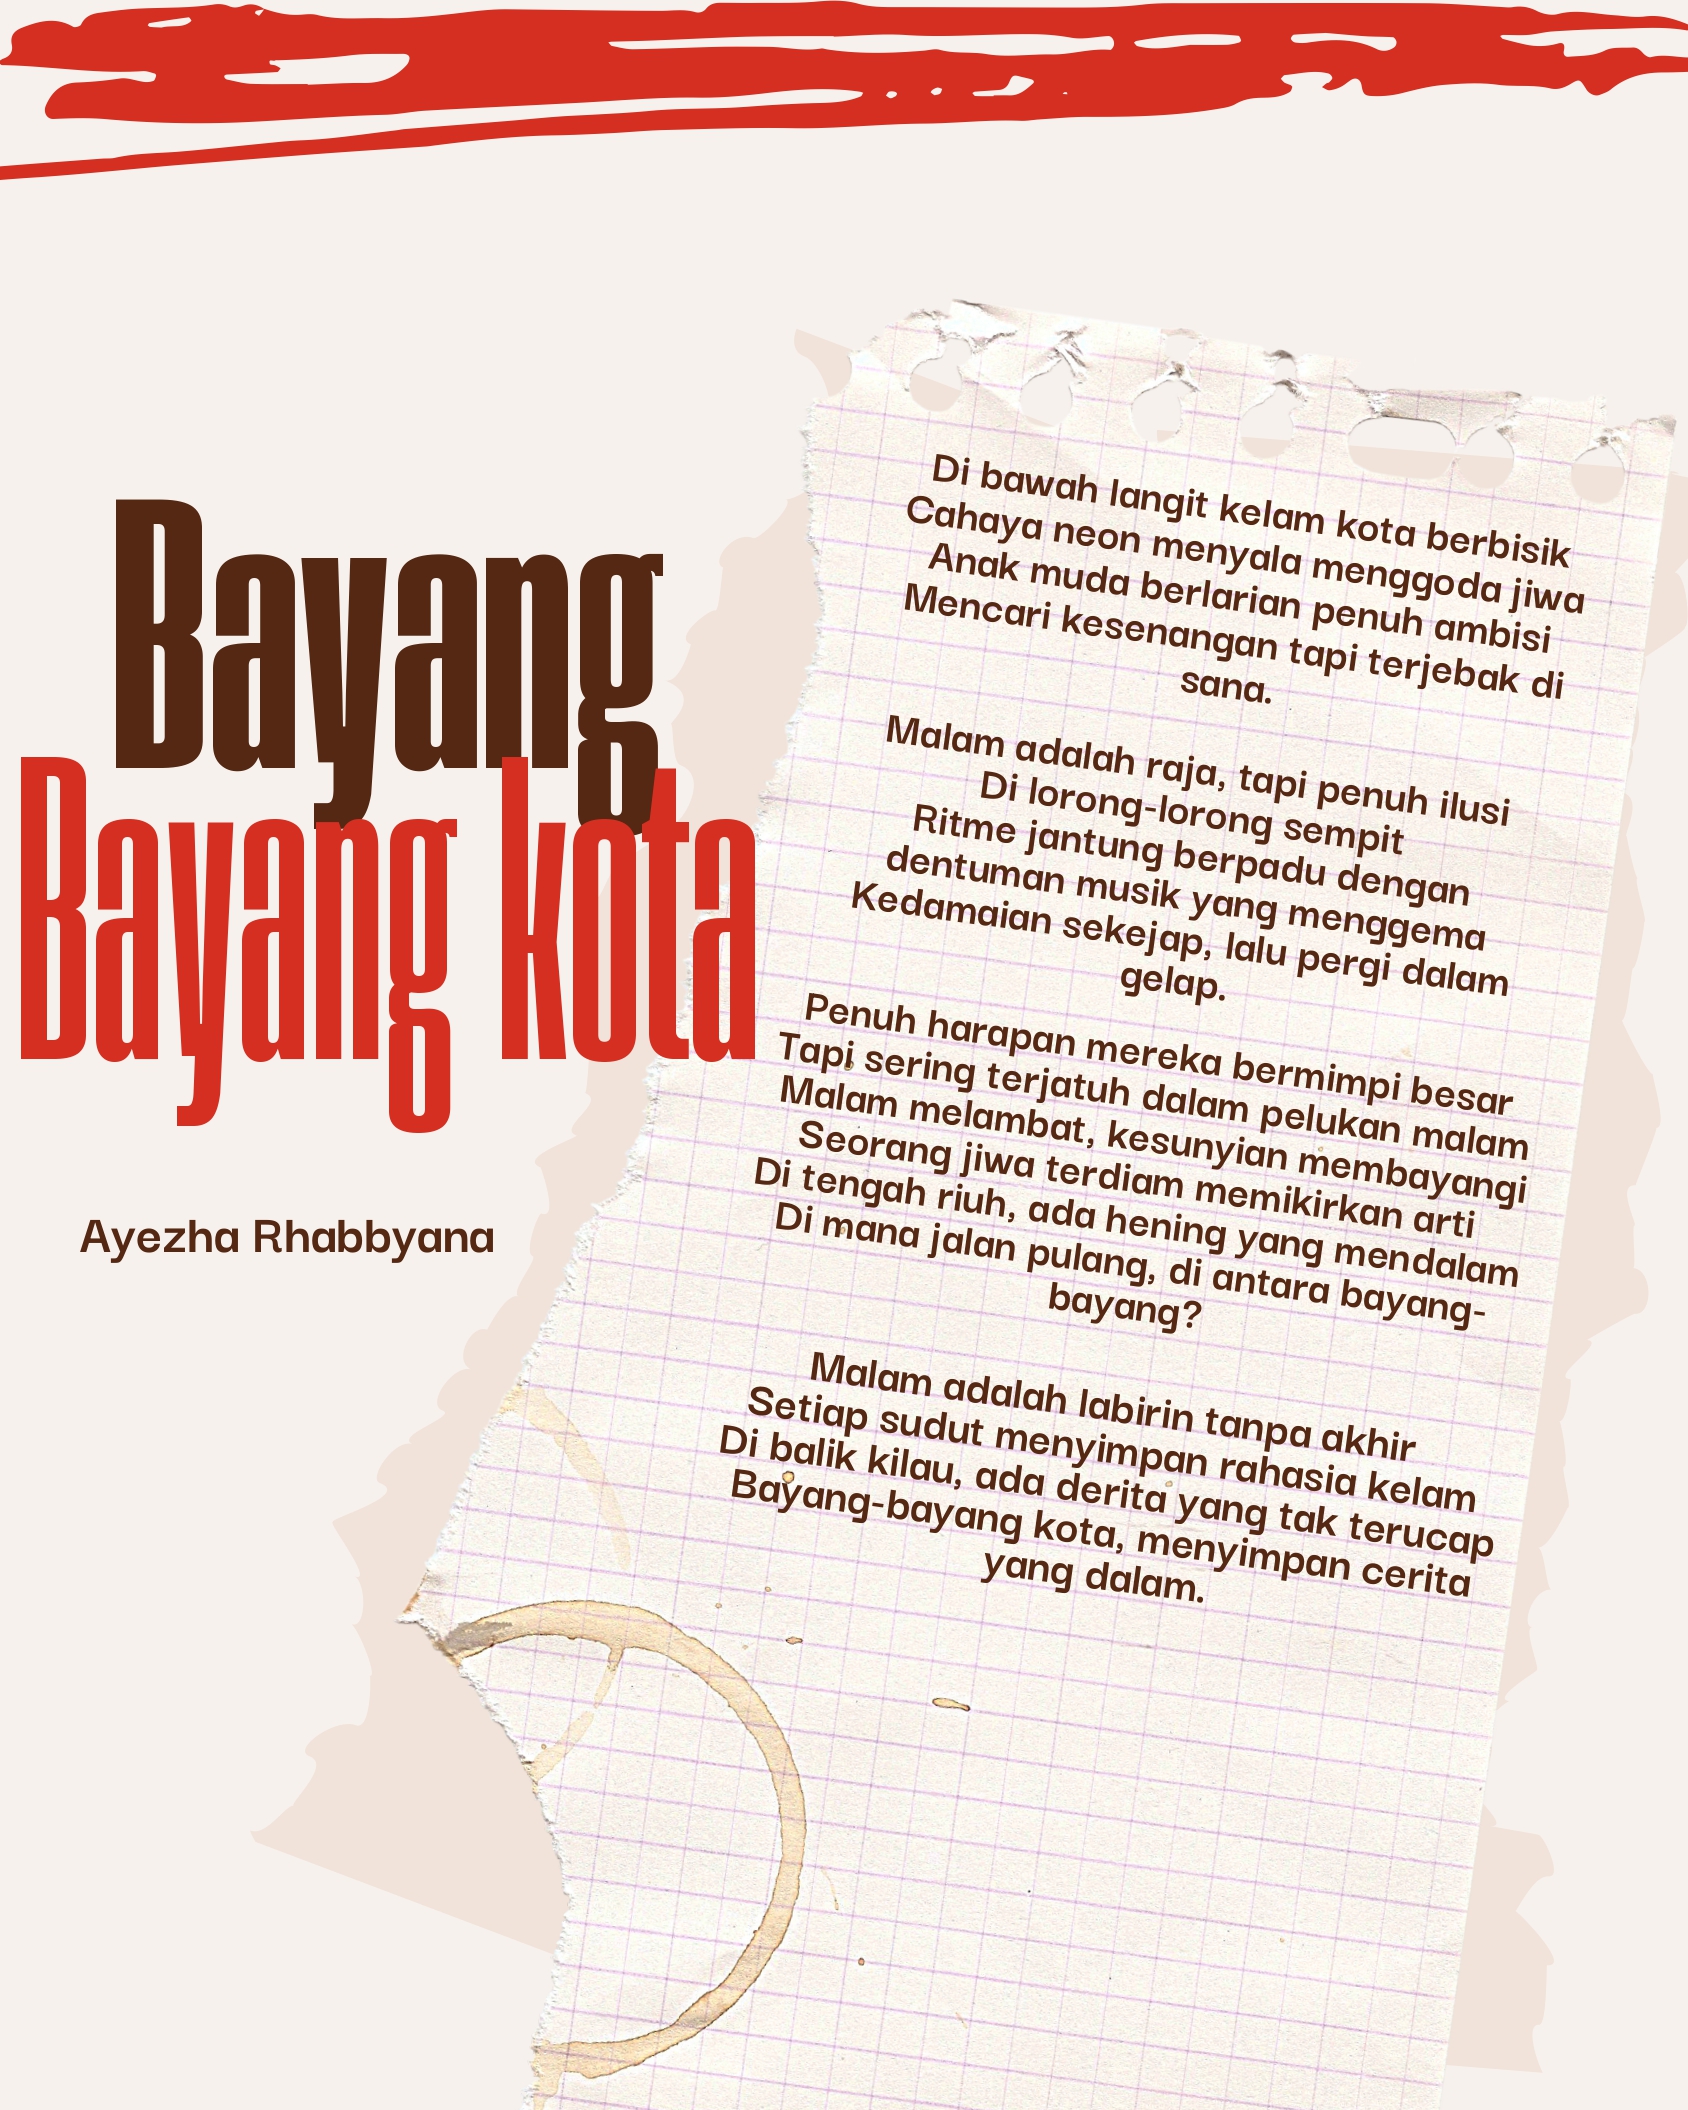 Bayang
Bayang kota
Ayezha Rhabbyana
Di bawah langit kelam kota berbisik
Cahaya neon menyala menggoda jiwa
Anak muda berlarian penuh ambisi
Mencari kesenangan tapi terjebak di
sana.
Malam adalah raja, tapi penuh ilusi
Di lorong-lorong sempit
Ritme jantung berpadu dengan
dentuman musik yang menggema
Kedamaian sekejap, lalu pergi dalam
gelap.
Penuh harapan mereka bermimpi besar
Tapi sering terjatuh dalam pelukan malam
Malam melambat, kesunyian membayangi
Seorang jiwa terdiam memikirkan arti
Di tengah riuh, ada hening yang mendalam
Di mana jalan pulang, di antara bayang-
bayang?
Malam adalah labirin tanpa akhir
Setiap sudut menyimpan rahasia kelam
Di balik kilau, ada derita yang tak terucap
Bayang-bayang kota, menyimpan cerita
yang dalam.